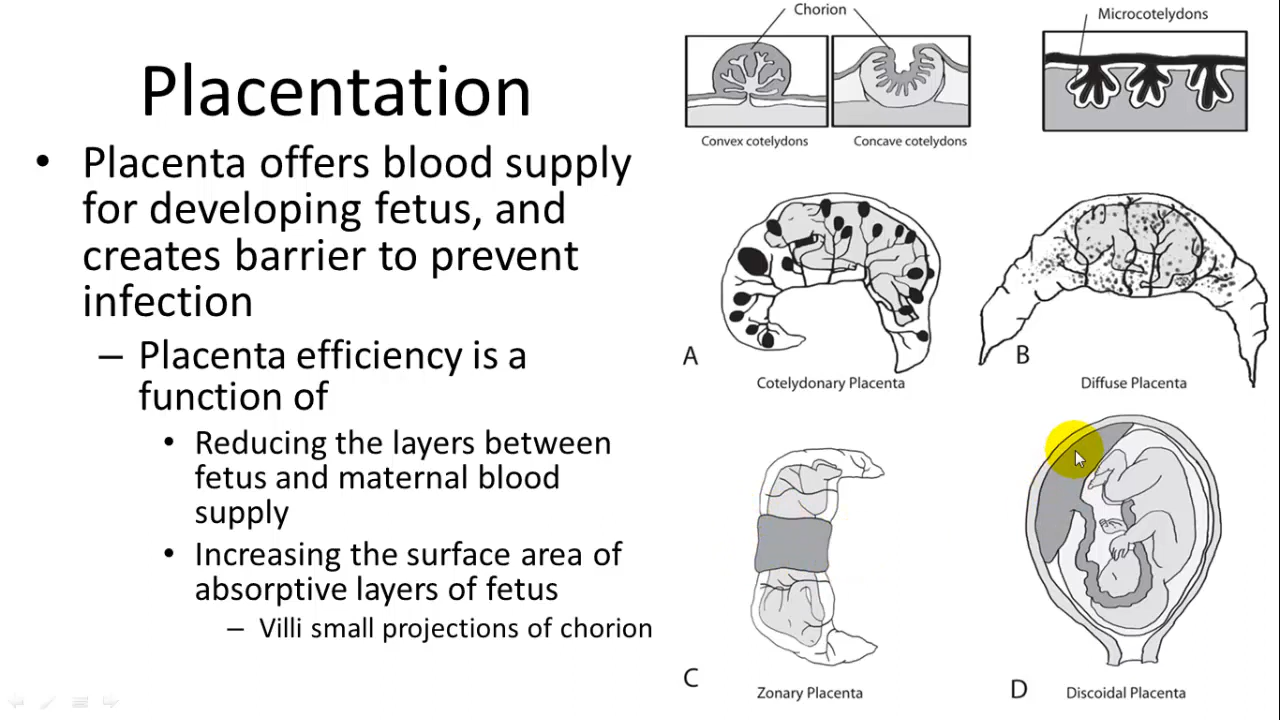 Placentation
• Placenta offers blood supply
for developing fetus, and
creates barrier to prevent
infection
– Placenta efficiency is a
function of
• Reducing the layers between
fetus and maternal blood
supply
• Increasing the surface area of
absorptive layers of fetus
– Villi small projections of chorion
Chorion
Microcotelydons
Convex cotelydons
Concave cotelydons
A
Cotelydonary Placenta
B
Diffuse Placenta
C
Zonary Placenta
D
Discoidal Placenta